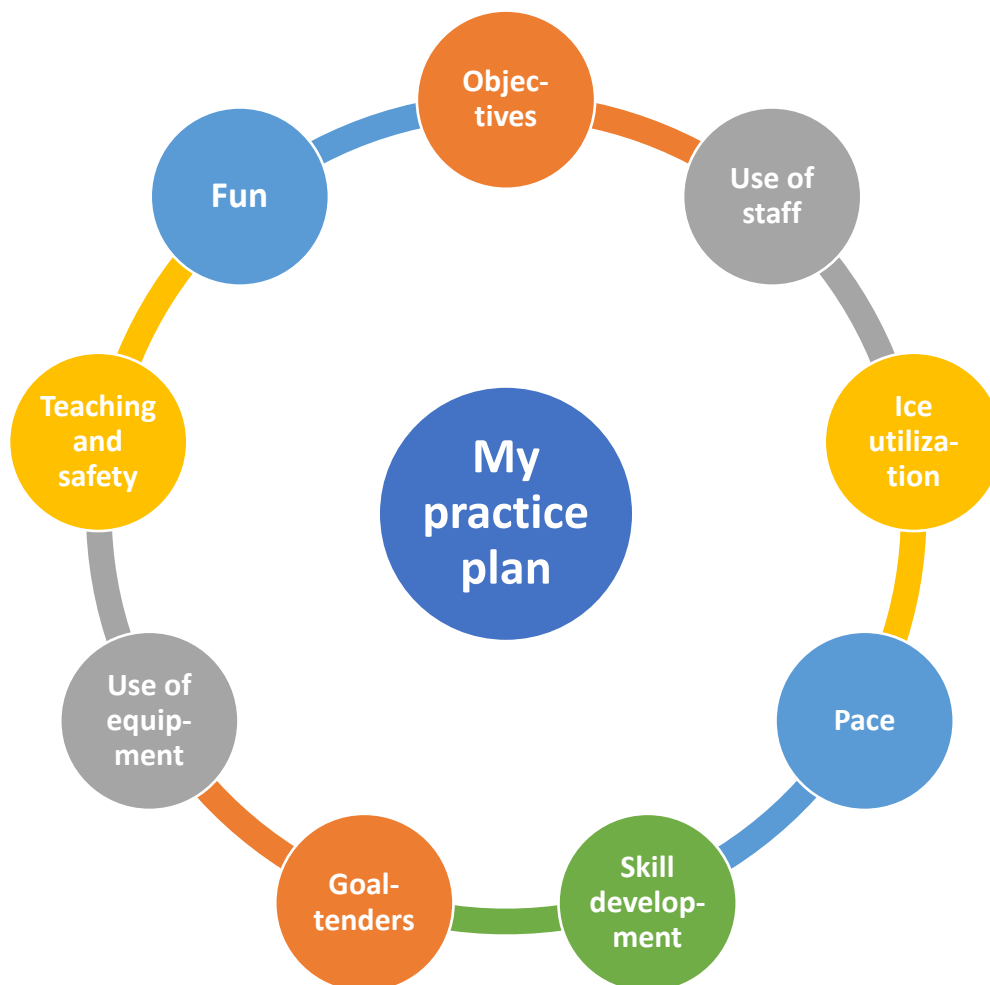 Objec-
tives
Use of
staff
Ice
utiliza-
tion
Pace
Skill
develop-
ment
Goal-
tenders
Use of
equip-
ment
Teaching
and
safety
Fun
My
practice
plan